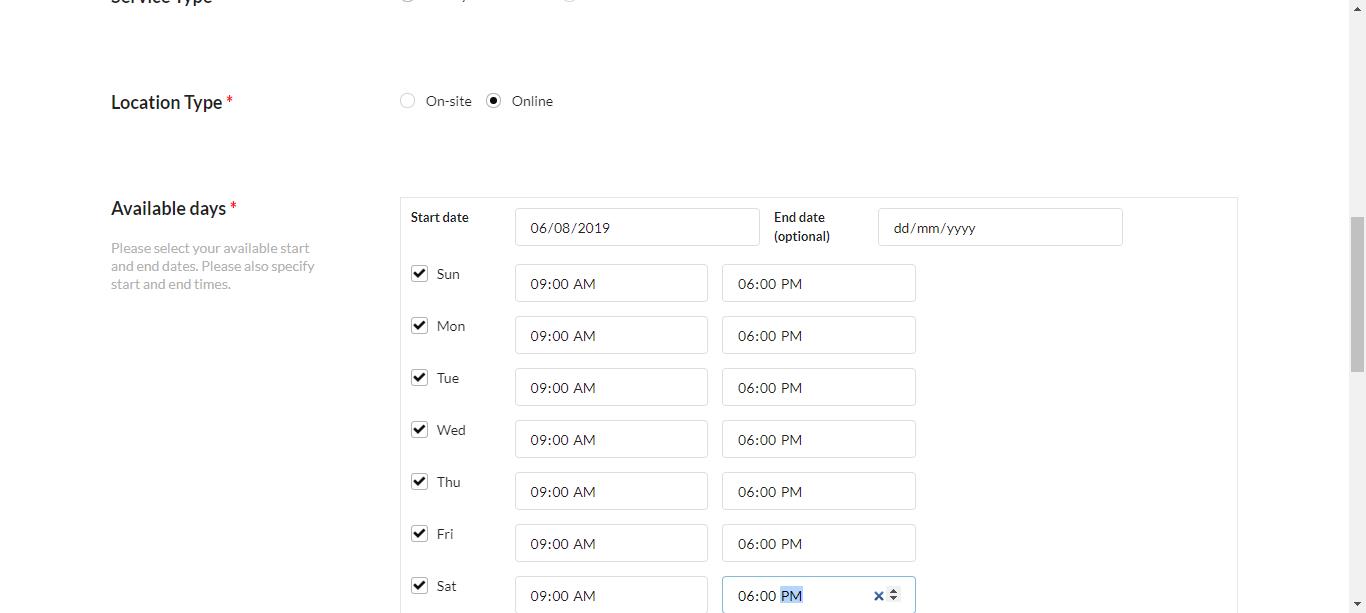 Service Type
Location Type * On-site Online
Available days *
Please select your available start
and end dates. Please also specify
start and end times.
Start date 06/08/2019 End date
(optional) dd/mm/yyyy
Sun 09:00 AM 06:00 PM
Mon 09:00 AM 06:00 PM
Tue 09:00 AM 06:00 PM
Wed 09:00 AM 06:00 PM
Thu 09:00 AM 06:00 PM
Fri 09:00 AM 06:00 PM
Sat 09:00 AM 06:00 PM